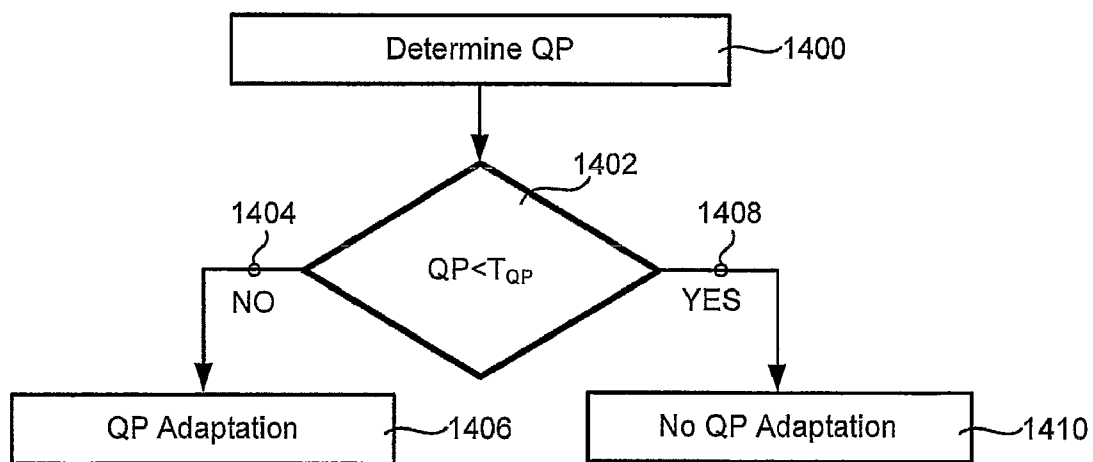 Determine QP
1400
1402
1404
1408
QP<T_QP
NO
YES
QP Adaptation
1406
No QP Adaptation
1410